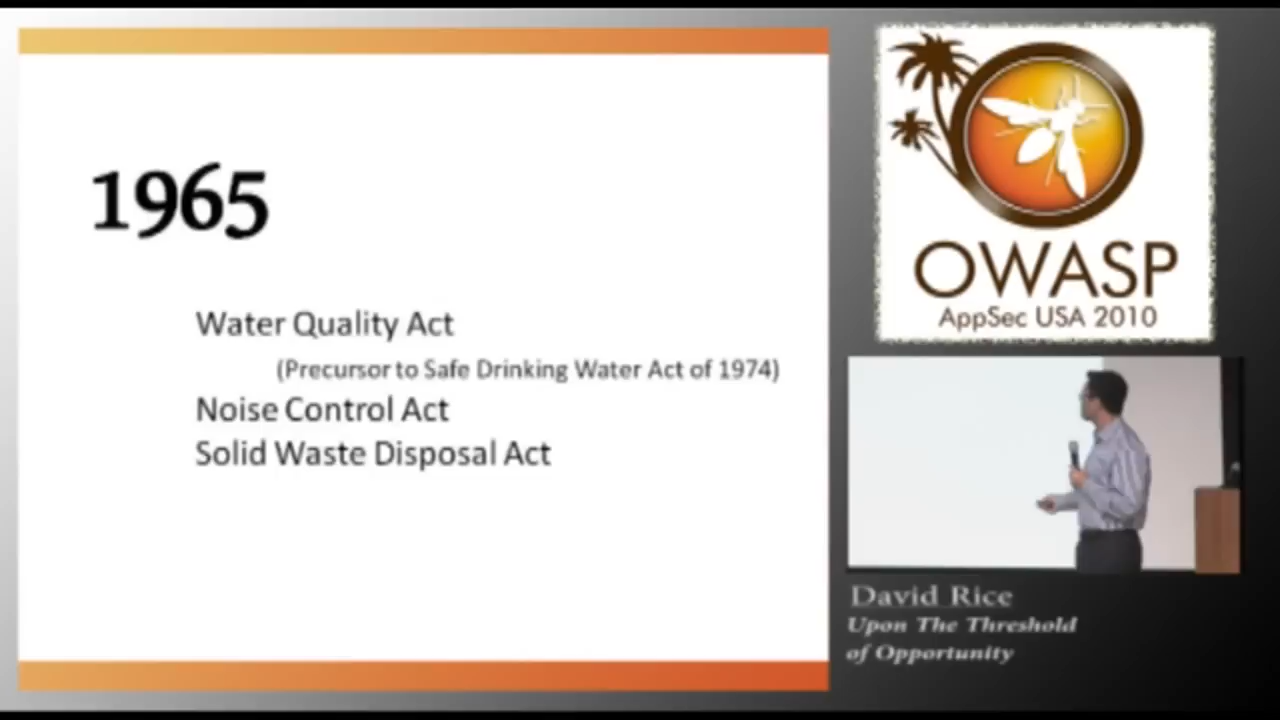 1965
Water Quality Act
(Precursor to Safe Drinking Water Act of 1974)
Noise Control Act
Solid Waste Disposal Act
OWASP
AppSec USA 2010
David Rice
Upon The Threshold
of Opportunity